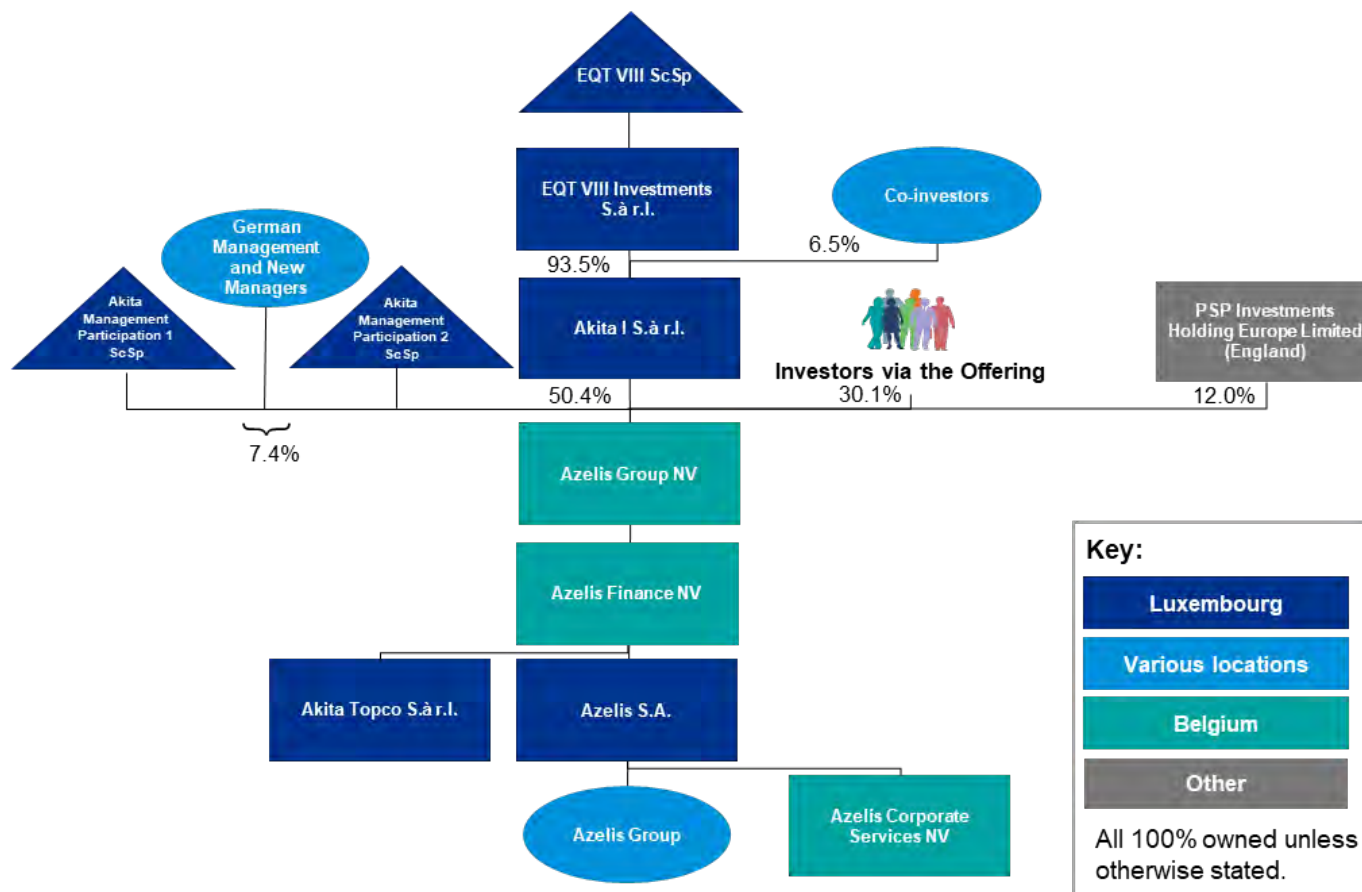 EQT VIII ScSp
EQT VIII Investments
S.à r.l.
Co-investors
6.5%
93.5%
German
Management
and New
Managers
Akita
Management
Participation 1
ScSp
Akita
Management
Participation 2
ScSp
Akita I S.à r.l.
PSP Investments
Holding Europe Limited
(England)
Investors via the Offering
50.4%
30.1%
12.0%
7.4%
Azelis Group NV
Azelis Finance NV
Akita Topco S.à r.l.
Azelis S.A.
Azelis Group
Azelis Corporate
Services NV
Key:
Luxembourg
Various locations
Belgium
Other
All 100% owned unless
otherwise stated.